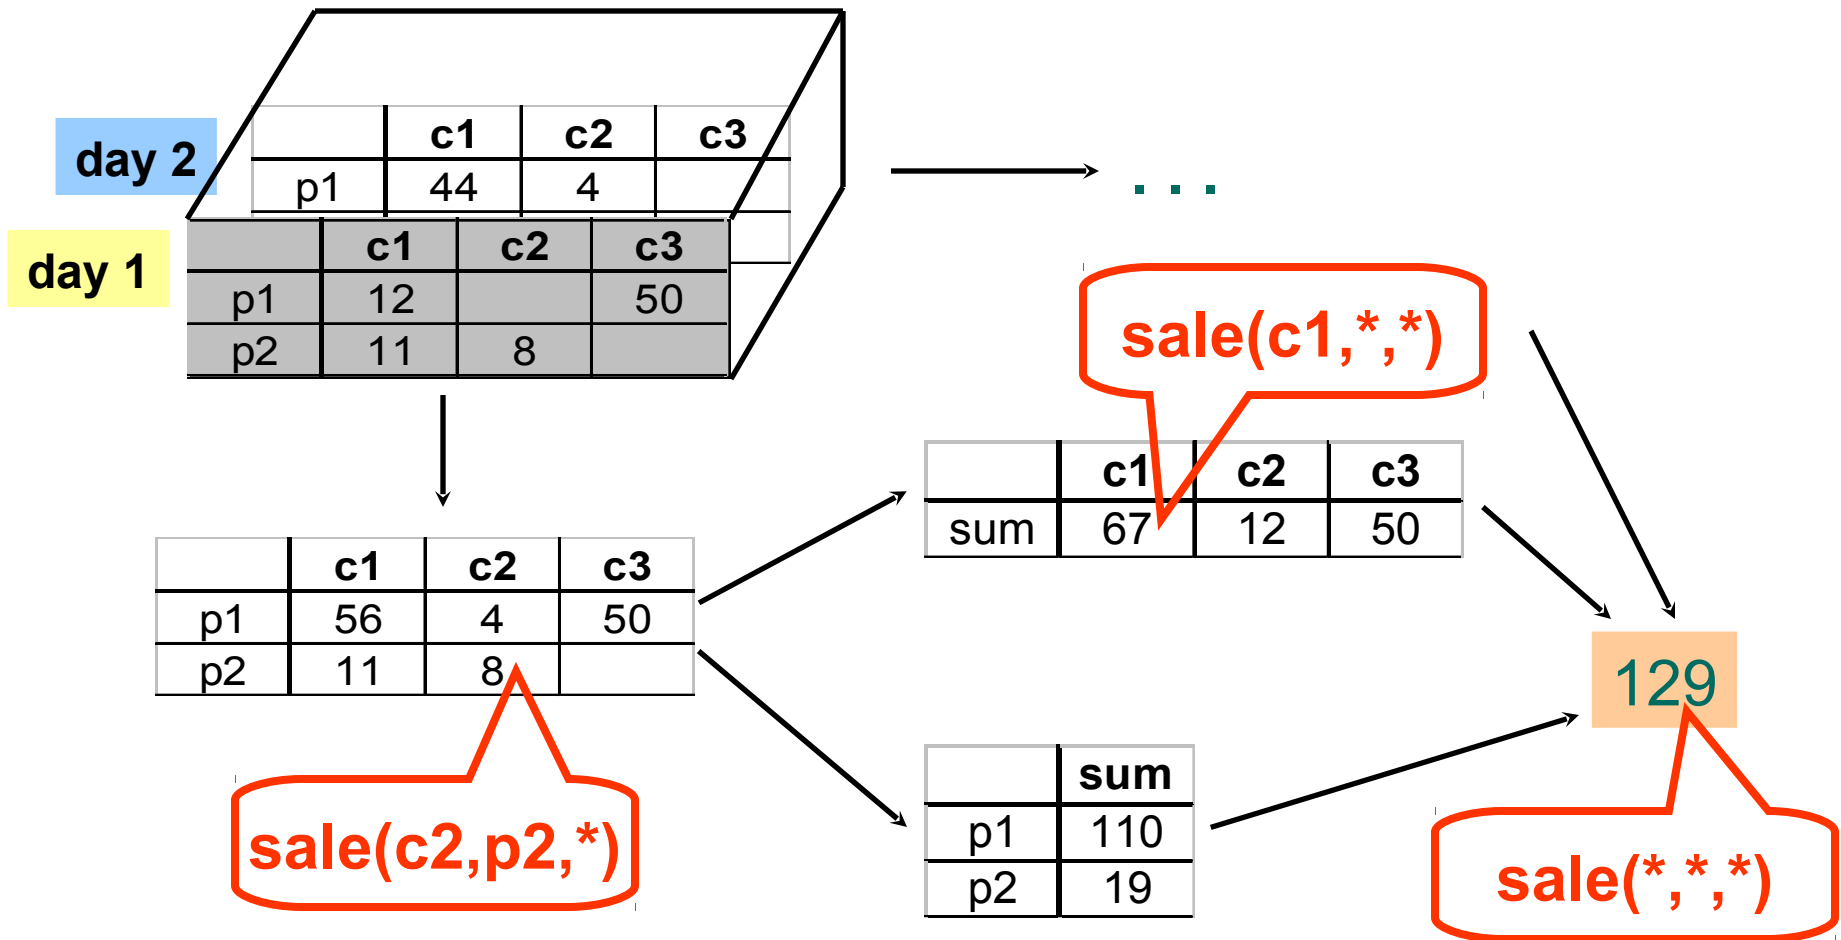 day 2
c1 c2 c3
p1 44 4
day 1
c1 c2 c3
p1 12 50
p2 11 8
. . .
sale(c1,*,*)
c1 c2 c3
sum 67 12 50
c1 c2 c3
p1 56 4 50
p2 11 8
sale(c2,p2,*)
sum
p1 110
p2 19
129
sale(*,*,*)